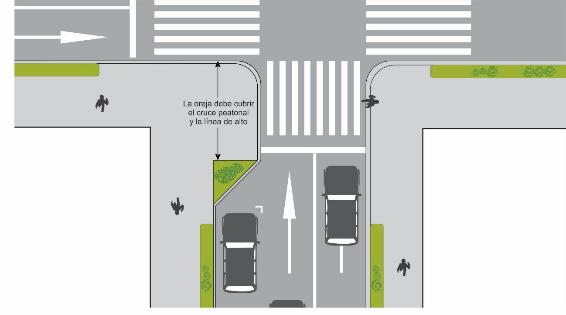 La oreja debe cubrir
el cruce peatonal
y la línea de alto